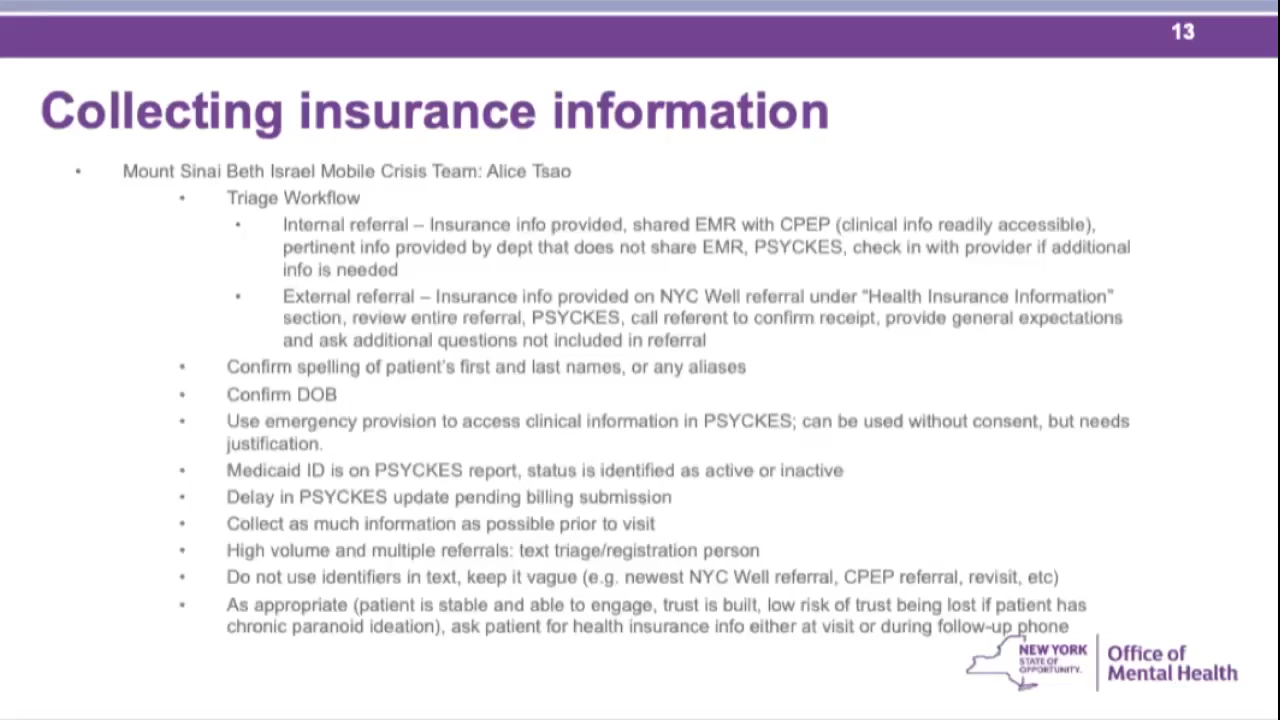 13
Collecting insurance information
• Mount Sinai Beth Israel Mobile Crisis Team: Alice Tsao
• Triage Workflow
• Internal referral – Insurance info provided, shared EMR with CPEP (clinical info readily accessible),
pertinent info provided by dept that does not share EMR, PSYCKES, check in with provider if additional
info is needed
• External referral – Insurance info provided on NYC Well referral under "Health Insurance Information"
section, review entire referral, PSYCKES, call referent to confirm receipt, provide general expectations
and ask additional questions not included in referral
• Confirm spelling of patient's first and last names, or any aliases
• Confirm DOB
• Use emergency provision to access clinical information in PSYCKES; can be used without consent, but needs
justification.
• Medicaid ID is on PSYCKES report, status is identified as active or inactive
• Delay in PSYCKES update pending billing submission
• Collect as much information as possible prior to visit
• High volume and multiple referrals: text triage/registration person
• Do not use identifiers in text, keep it vague (e.g. newest NYC Well referral, CPEP referral, revisit, etc)
• As appropriate (patient is stable and able to engage, trust is built, low risk of trust being lost if patient has
chronic paranoid ideation), ask patient for health insurance info either at visit or during follow-up phone
NEW YORK
STATE OF
OPPORTUNITY.
Office of
Mental Health